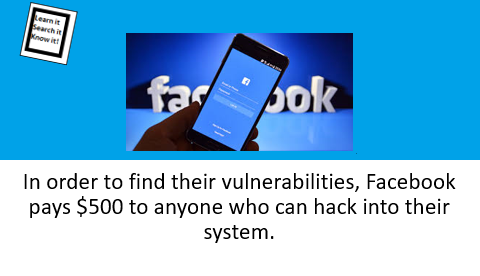 Learn it
Search it
Know it!
facebook
f
In order to find their vulnerabilities, Facebook
pays $500 to anyone who can hack into their
system.